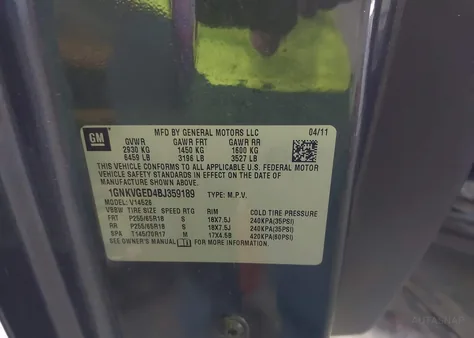 GM
MFD BY GENERAL MOTORS LLC 04/11
GVWR GAWR FRT GAWR RR
2930 KG 1450 KG 1600 KG
6459 LB 3196 LB 3527 LB
THIS VEHICLE CONFORMS TO ALL APPLICABLE U.S. FEDERAL MOTOR
VEHICLE SAFETY STANDARDS IN EFFECT ON THE DATE OF
MANUFACTURE SHOWN ABOVE.
1GNKVGED4BJ359189 TYPE: M.P.V.
MODEL: V14526
TIRE SIZE SPEED RTG RIM COLD TIRE PRESSURE
FRT P255/65R18 S 18X7.5J 240KPA(35PSI)
RR P255/65R18 S 18X7.5J 240KPA(35PSI)
SPA T145/70R17 M 17X4.5B 420KPA(60PSI)
SEE OWNER'S MANUAL
AUTOSNAP